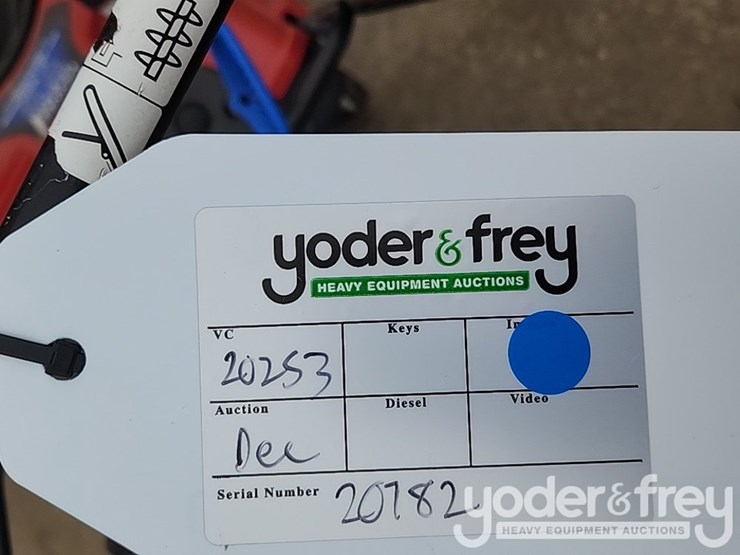 yoder & frey
HEAVY EQUIPMENT AUCTIONS
VC Keys
20253
Auction Diesel Video
Dec
Serial Number 20782
yoder & frey
HEAVY EQUIPMENT AUCTIONS